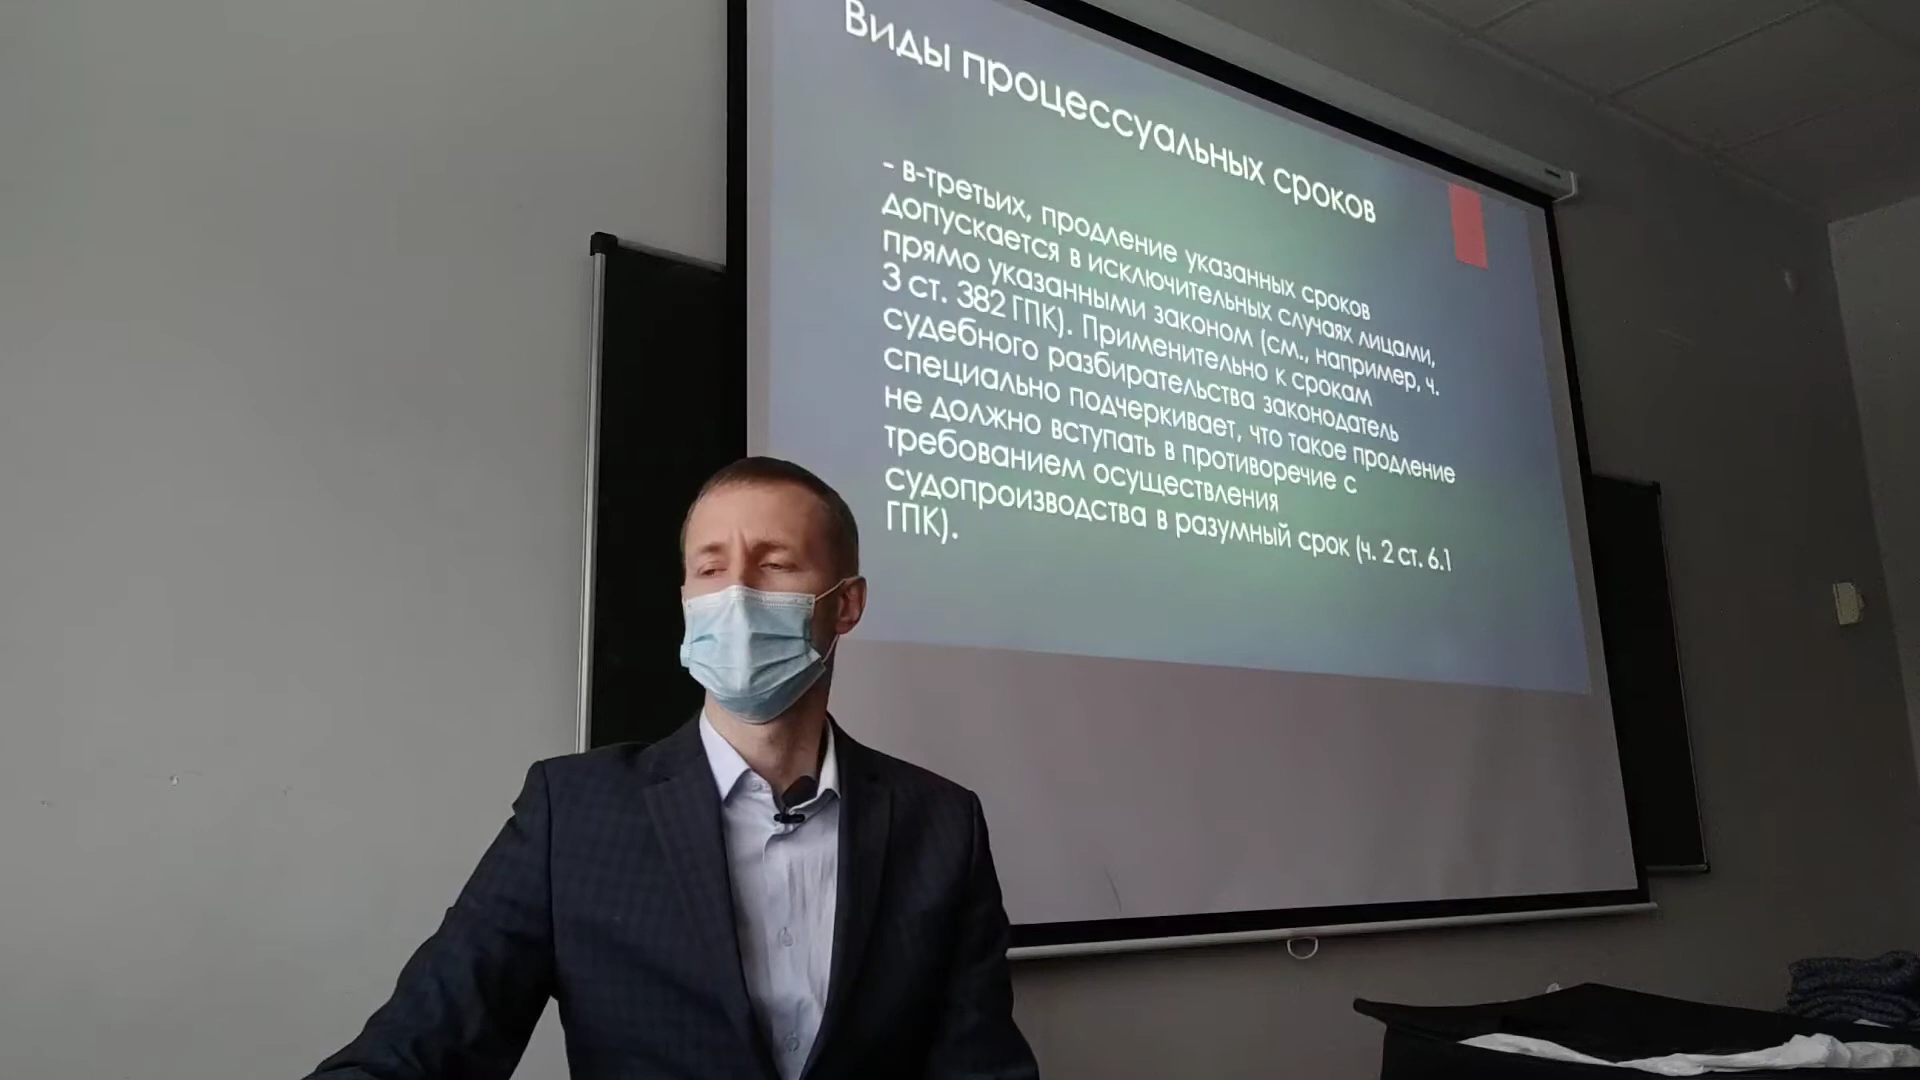 Виды процессуальных сроков
- в-третьих, продление указанных сроков
допускается в исключительных случаях лицами,
прямо указанными законом (см., например, ч.
3 ст. 382 ГПК). Применительно к срокам
судебного разбирательства законодатель
специально подчеркивает, что такое продление
не должно вступать в противоречие с
требованием осуществления
судопроизводства в разумный срок (ч. 2 ст. 6.1
ГПК).